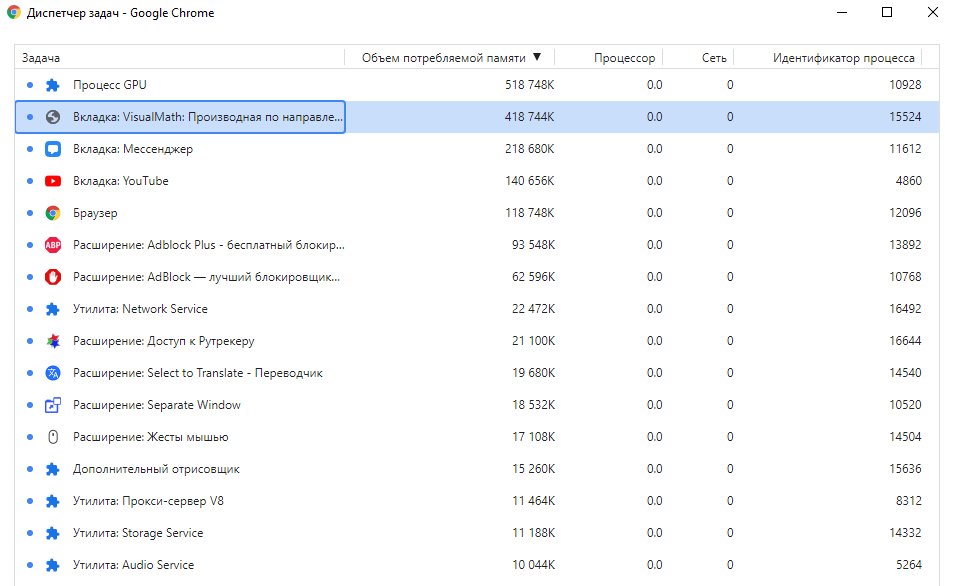 Диспетчер задач - Google Chrome
Задача Объем потребляемой памяти ▼ Процессор Сеть Идентификатор процесса
Процесс GPU 518 748K 0.0 0 10928
Вкладка: VisualMath: Производная по направле... 418 744K 0.0 0 15524
Вкладка: Мессенджер 218 680K 0.0 0 11612
Вкладка: YouTube 140 656K 0.0 0 4860
Браузер 118 748K 0.0 0 12096
ABP Расширение: Adblock Plus - бесплатный блокир... 93 548K 0.0 0 13892
Расширение: AdBlock — лучший блокировщик... 62 596K 0.0 0 10768
Утилита: Network Service 22 472K 0.0 0 16492
Расширение: Доступ к Рутрекеру 21 100K 0.0 0 16644
Расширение: Select to Translate - Переводчик 19 680K 0.0 0 14540
Расширение: Separate Window 18 532K 0.0 0 10520
Расширение: Жесты мышью 17 108K 0.0 0 14504
Дополнительный отрисовщик 15 260K 0.0 0 15636
Утилита: Прокси-сервер V8 11 464K 0.0 0 8312
Утилита: Storage Service 11 188K 0.0 0 14332
Утилита: Audio Service 10 044K 0.0 0 5264